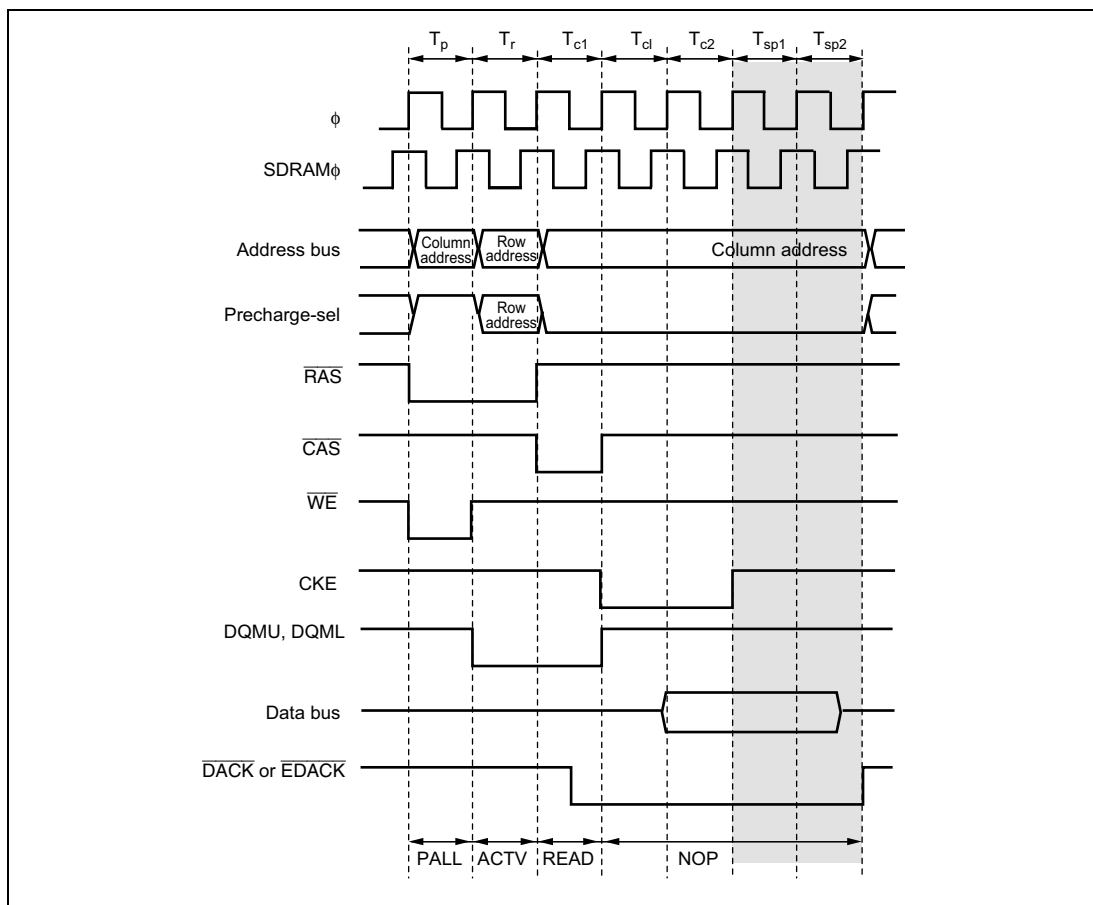 Tp Tr Tc1 Tcl Tc2 Tsp1 Tsp2
ϕ
SDRAMϕ
Address bus
Column address
Row address
Column address
Precharge-sel
Row address
RAS
CAS
WE
CKE
DQMU, DQML
Data bus
DACK or EDACK
PALL ACTV READ NOP